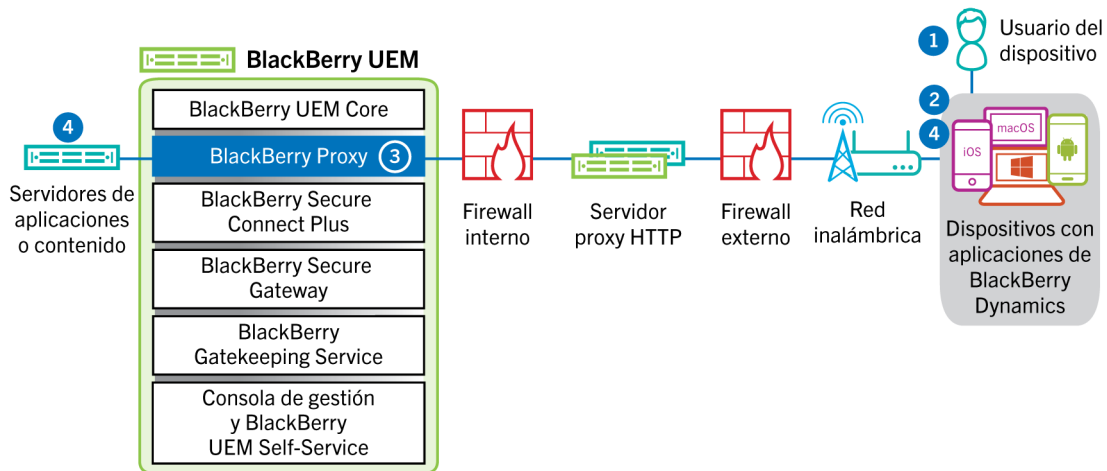 BlackBerry UEM
BlackBerry UEM Core
4
BlackBerry Proxy 3
Servidores de
aplicaciones
o contenido
BlackBerry Secure
Connect Plus
BlackBerry Secure
Gateway
BlackBerry
Gatekeeping Service
Consola de gestión
y BlackBerry
UEM Self-Service
Firewall
interno
Servidor
proxy HTTP
Firewall
externo
Red
inalámbrica
1
Usuario del
dispositivo
2
4
macOS
iOS
Dispositivos con
aplicaciones de
BlackBerry
Dynamics